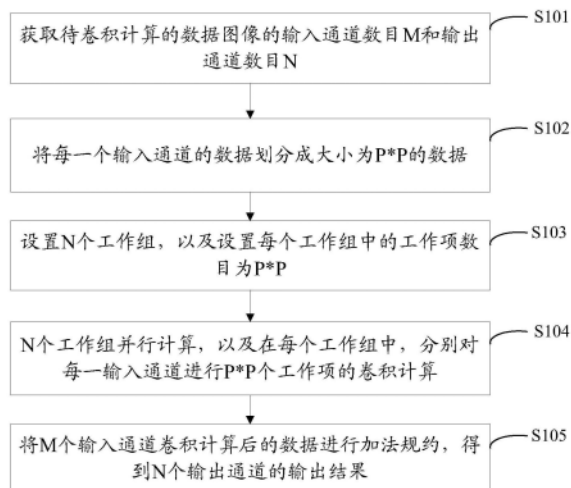 S101
获取待卷积计算的数据图像的输入通道数目M和输出
通道数目N
S102
将每一个输入通道的数据划分成大小为P*P的数据
S103
设置N个工作组，以及设置每个工作组中的工作项数
目为P*P
S104
N个工作组并行计算，以及在每个工作组中，分别对
每一输入通道进行P*P个工作项的卷积计算
S105
将M个输入通道卷积计算后的数据进行加法规约，得
到N个输出通道的输出结果